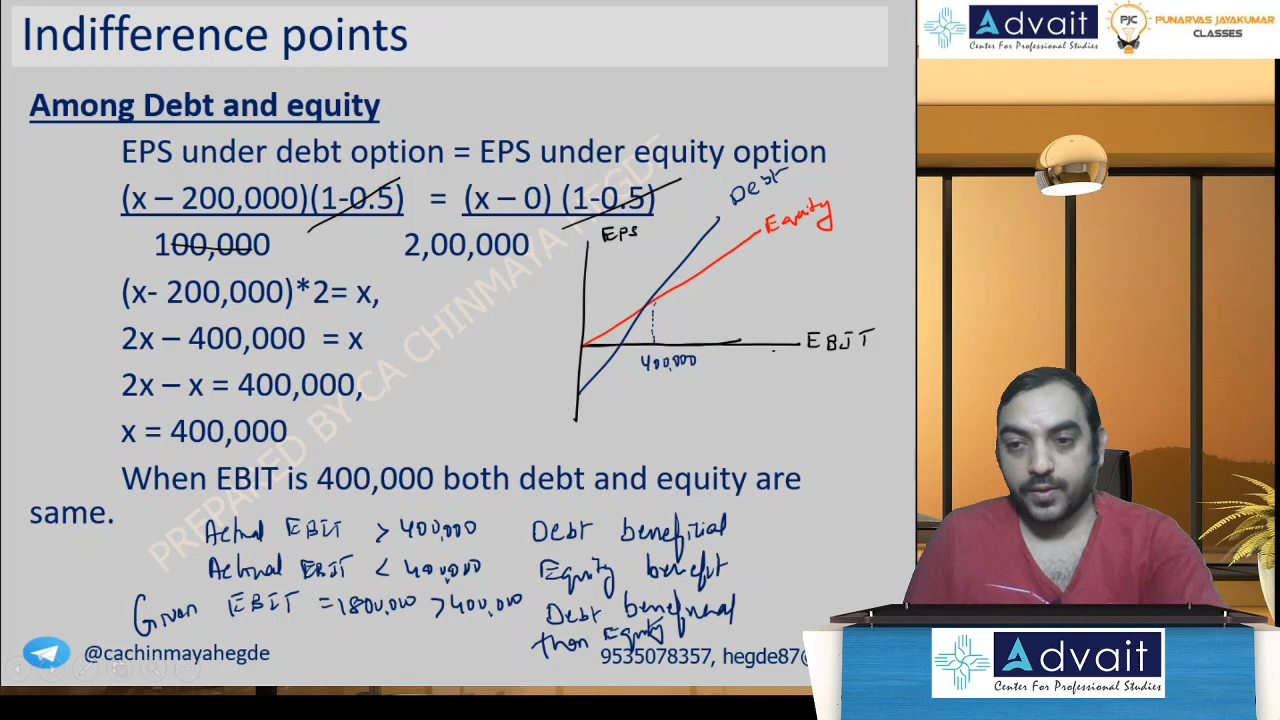 Indifference points
Advait
Center For Professional Studies
PJC
PUNARVAS JAYAKUMAR
CLASSES
Among Debt and equity
EPS under debt option = EPS under equity option
(x – 200,000)(1-0.5) = (x – 0) (1-0.5)
100,000 2,00,000
(x- 200,000)*2= x,
2x – 400,000 = x
2x – x = 400,000,
x = 400,000
EPS
Debt
Equity
EBIT
400,000
When EBIT is 400,000 both debt and equity are
same.
Actual EBIT > 400,000 Debt beneficial
Actual EBIT < 400,000 Equity benefit
Given EBIT = 1800,000 > 400,000 Debt beneficial
than Equity
@cachinmayahegde
9535078357, hegde87@
PREPARED BY CA CHINMAYA HEGDE
Advait
Center For Professional Studies